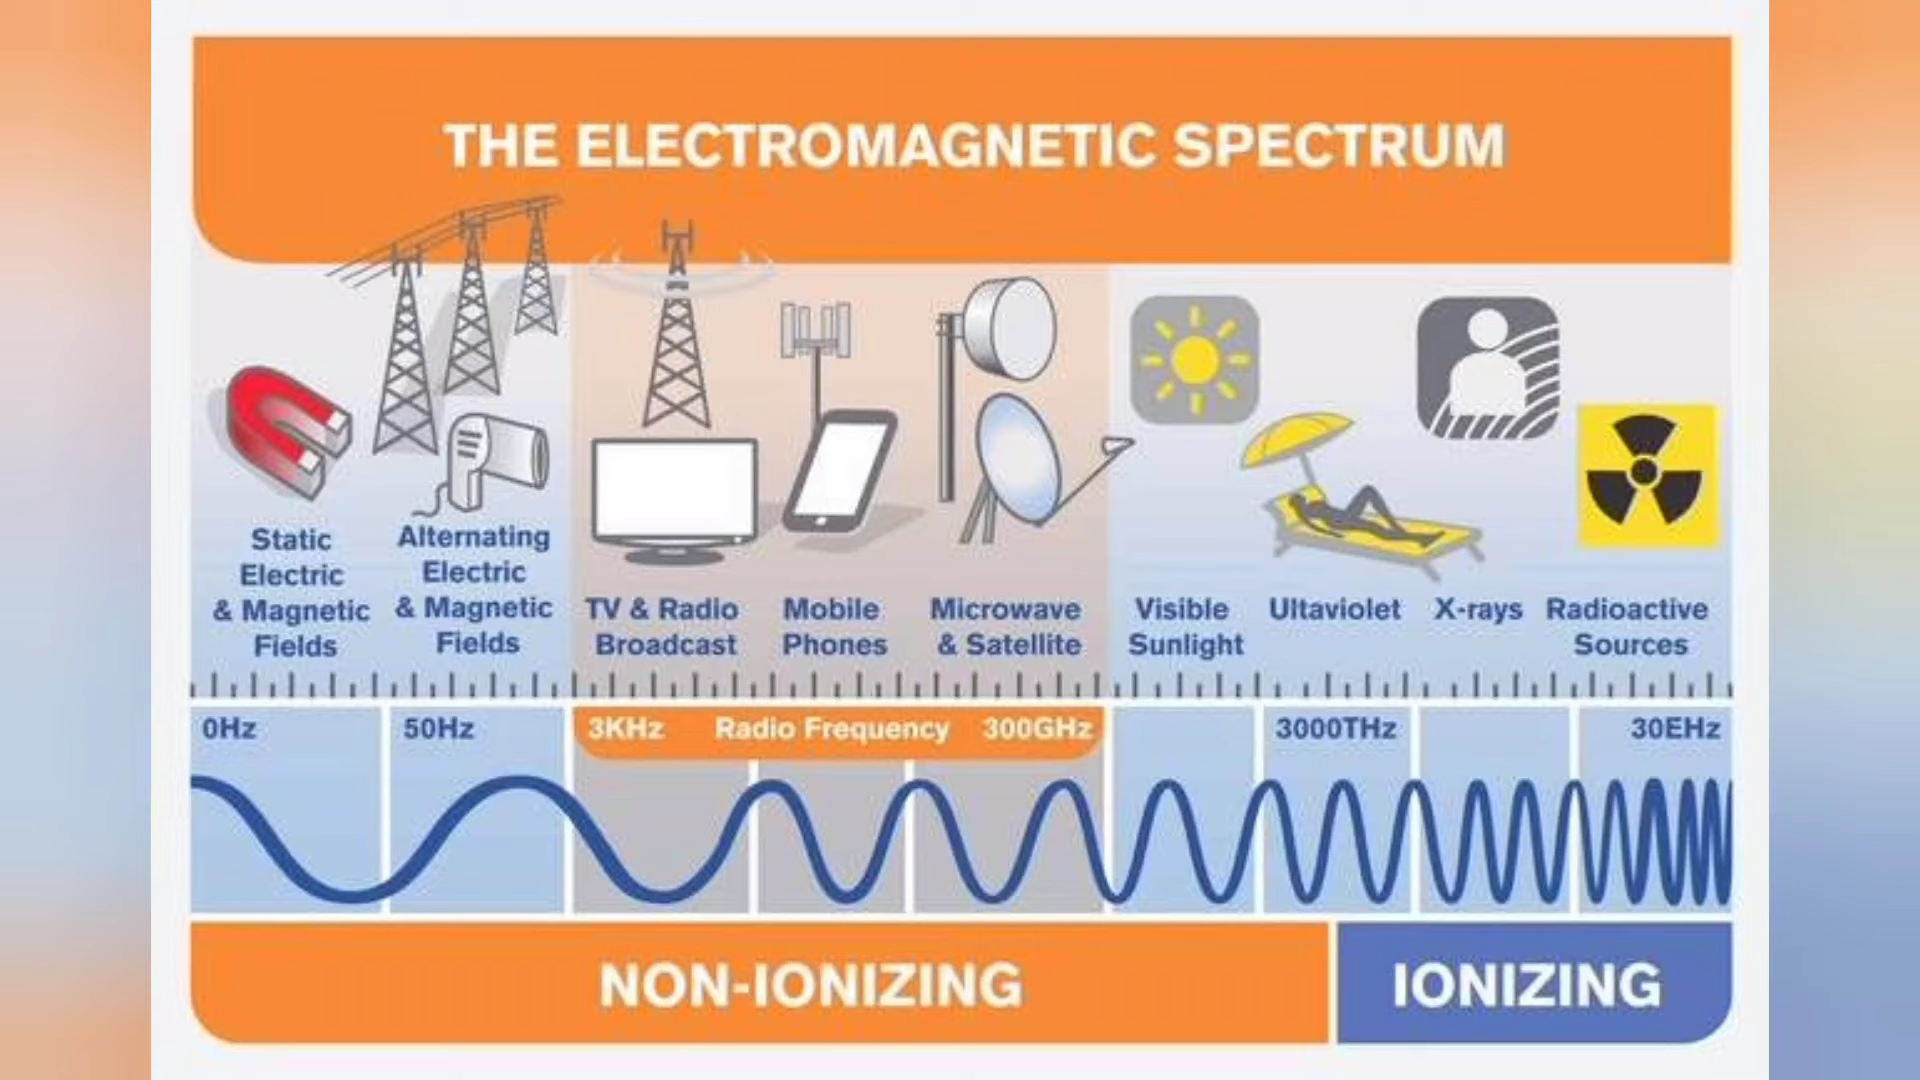 THE ELECTROMAGNETIC SPECTRUM
Static
Electric
& Magnetic
Fields
Alternating
Electric
& Magnetic
Fields
TV & Radio
Broadcast
Mobile
Phones
Microwave
& Satellite
Visible
Sunlight
Ultaviolet
X-rays
Radioactive
Sources
0Hz
50Hz
3KHz
Radio Frequency
300GHz
3000THz
30EHz
NON-IONIZING
IONIZING